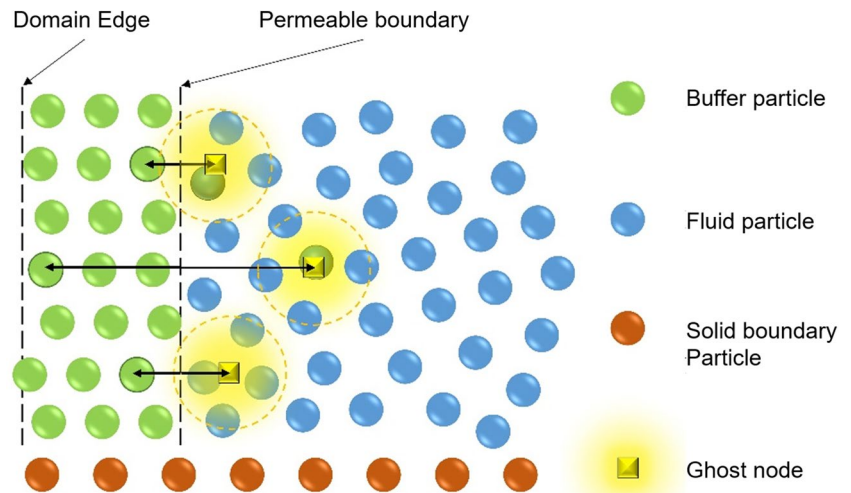 Domain Edge
Permeable boundary
Buffer particle
Fluid particle
Solid boundary
Particle
Ghost node